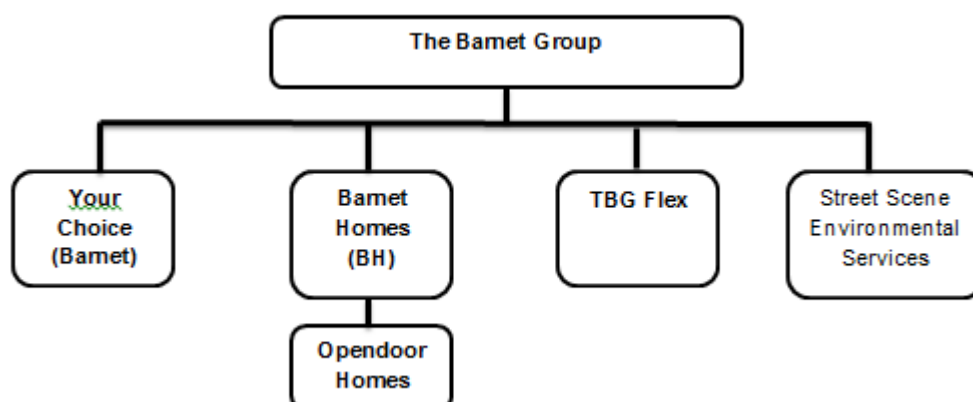 The Barnet Group
Your
Choice
(Barnet)
Barnet
Homes
(BH)
TBG Flex
Street Scene
Environmental
Services
Opendoor
Homes